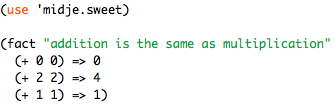 (use 'midje.sweet)
(fact "addition is the same as multiplication"
(+ 0 0) => 0
(+ 2 2) => 4
(+ 1 1) => 1)